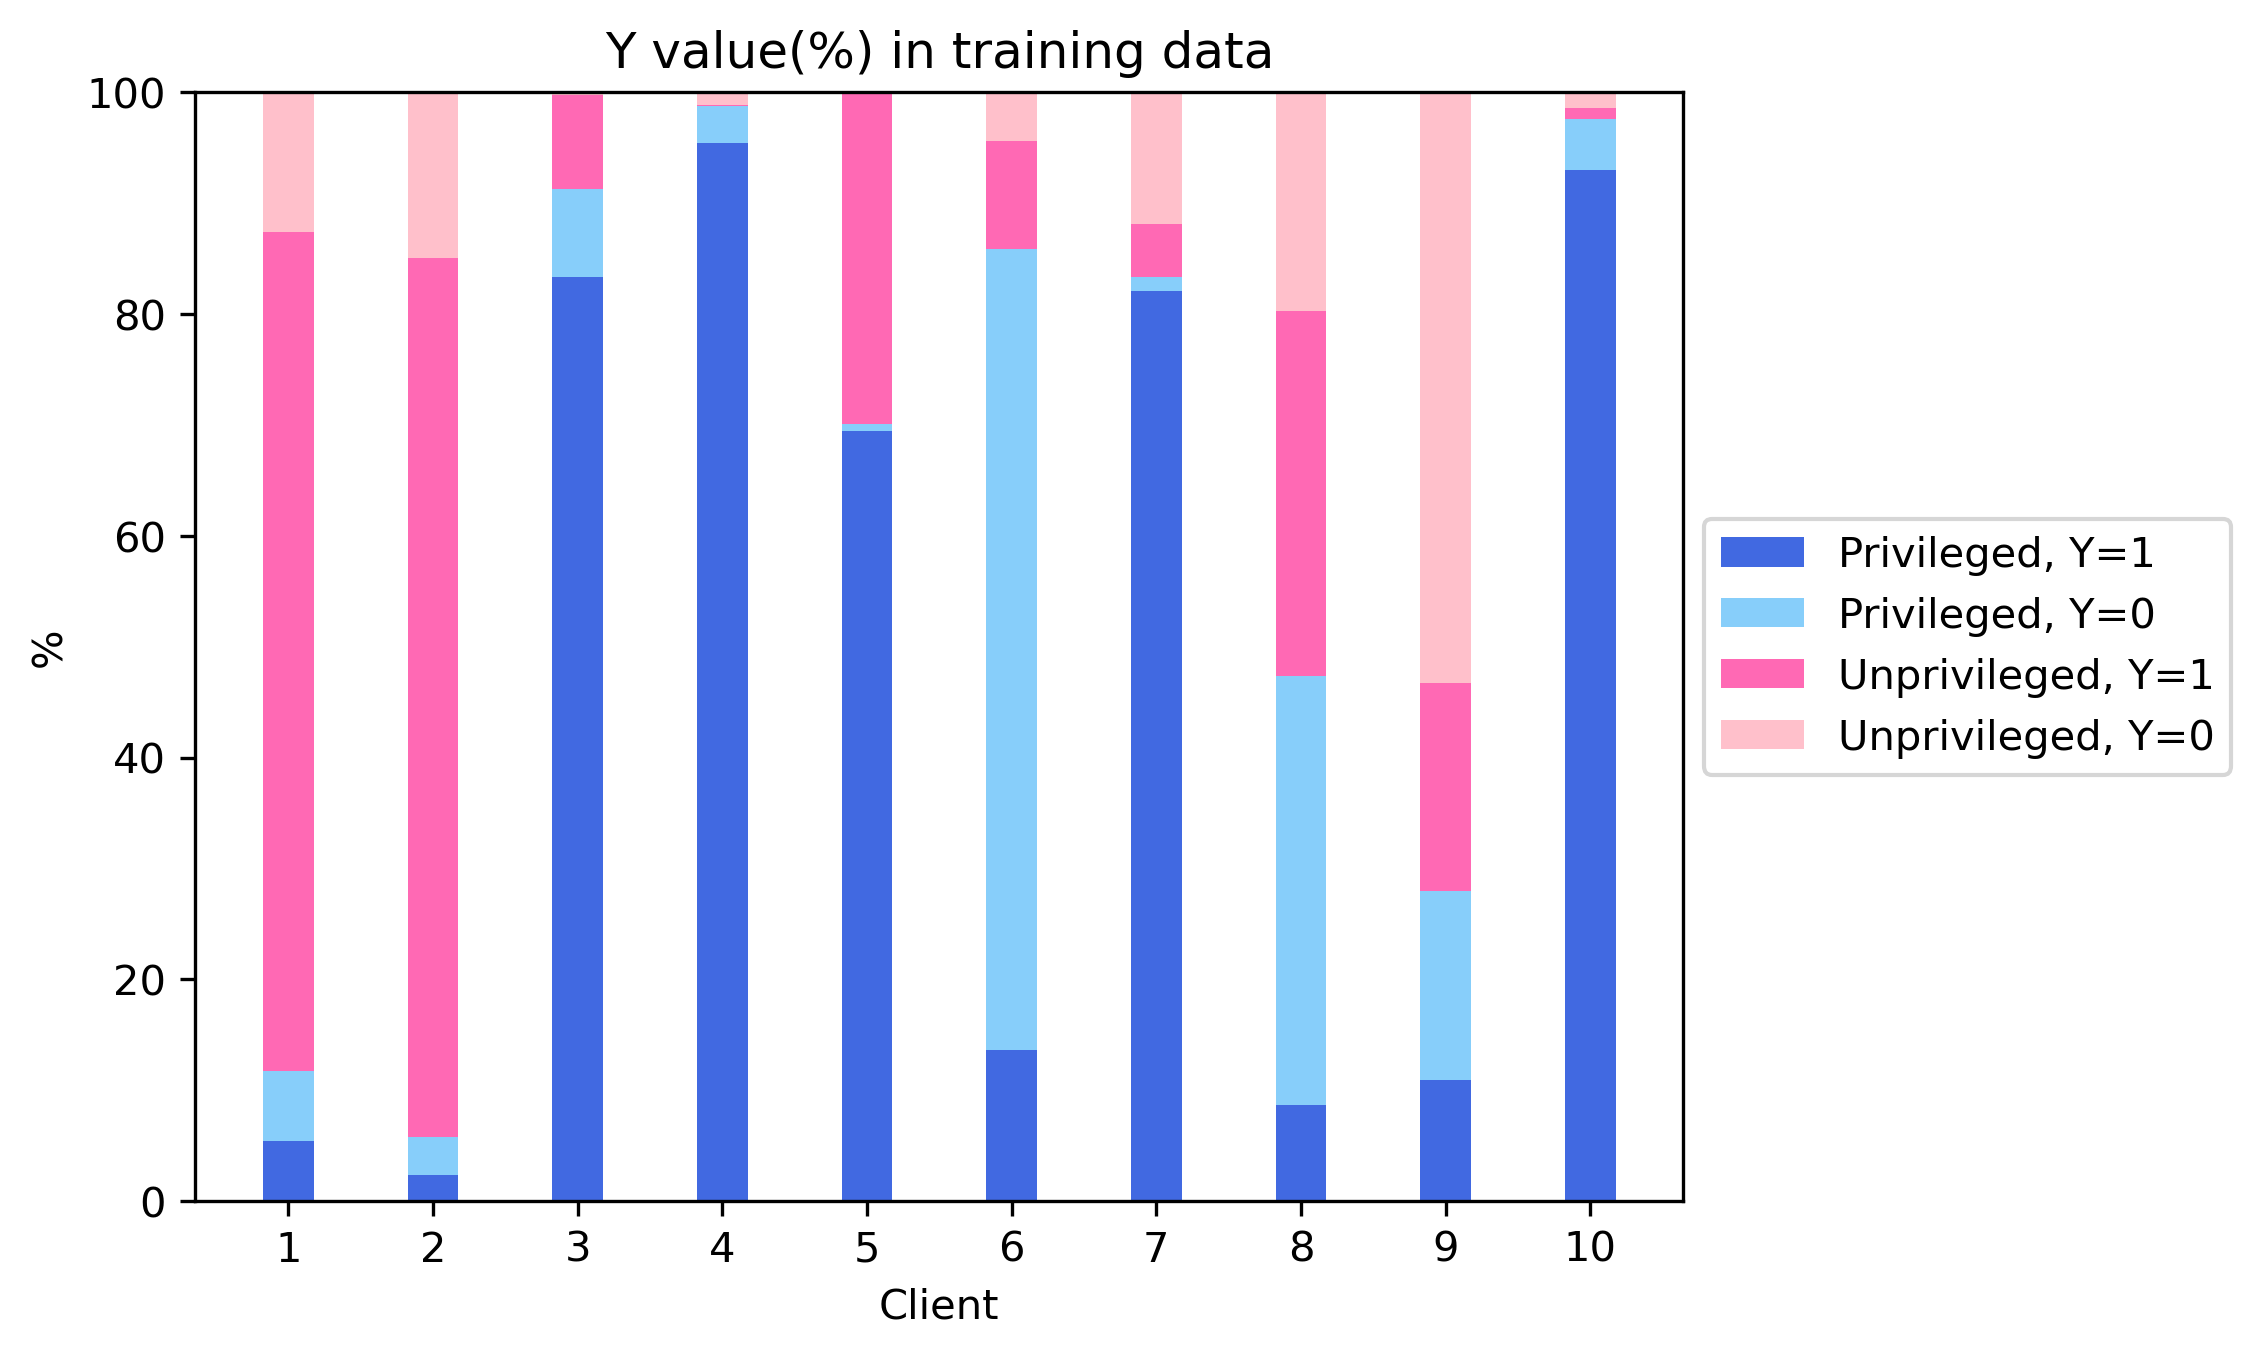 Y value(%) in training data
100
80
60
40
20
0
%
1 2 3 4 5 6 7 8 9 10
Client
Privileged, Y=1
Privileged, Y=0
Unprivileged, Y=1
Unprivileged, Y=0